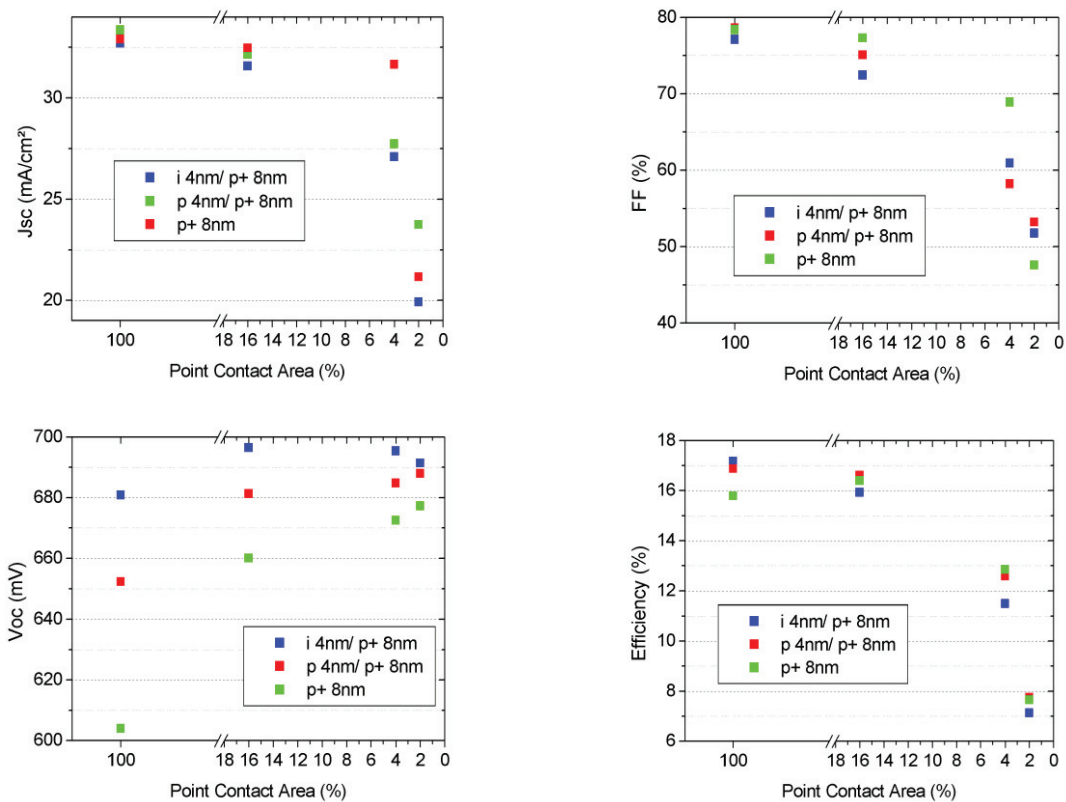 Jsc (mA/cm²)
30
25
20
i 4nm/ p+ 8nm
p 4nm/ p+ 8nm
p+ 8nm
100
18 16 14 12 10 8 6 4 2 0
Point Contact Area (%)
FF (%)
80
70
60
50
40
i 4nm/ p+ 8nm
p 4nm/ p+ 8nm
p+ 8nm
100
18 16 14 12 10 8 6 4 2 0
Point Contact Area (%)
Voc (mV)
700
680
660
640
620
600
i 4nm/ p+ 8nm
p 4nm/ p+ 8nm
p+ 8nm
100
18 16 14 12 10 8 6 4 2 0
Point Contact Area (%)
Efficiency (%)
18
16
14
12
10
8
6
i 4nm/ p+ 8nm
p 4nm/ p+ 8nm
p+ 8nm
100
18 16 14 12 10 8 6 4 2 0
Point Contact Area (%)